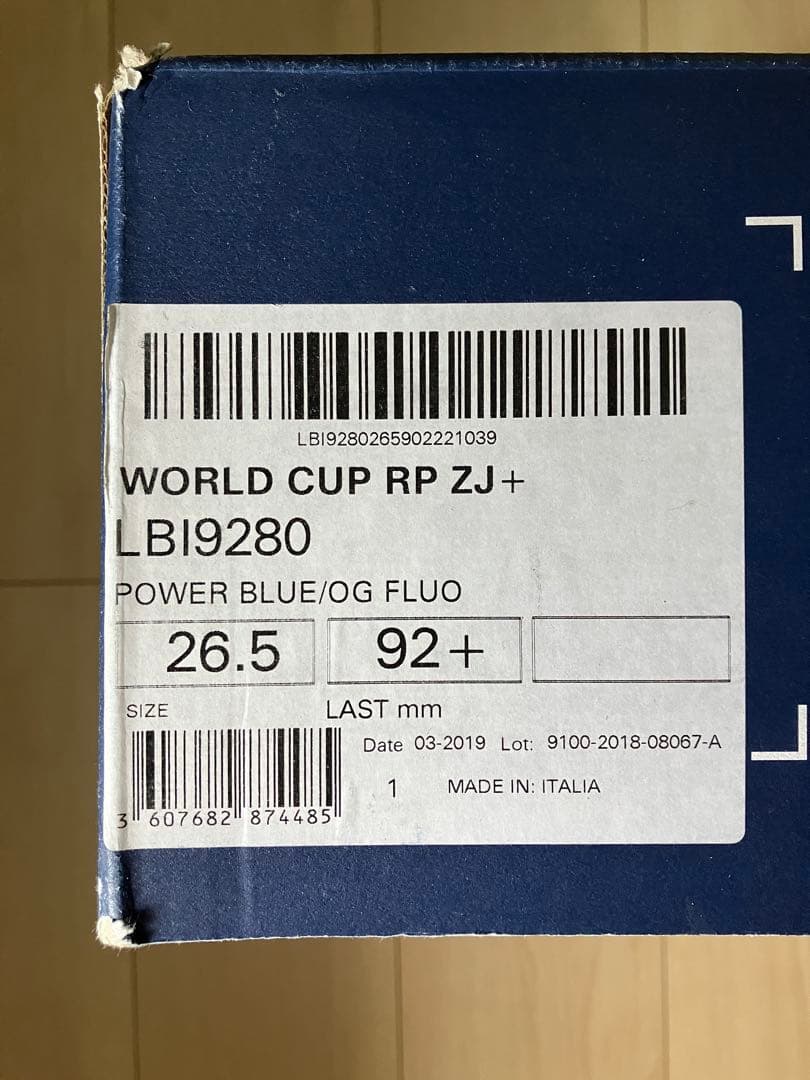 LBI9280265902221039
WORLD CUP RP ZJ+
LBI9280
POWER BLUE/OG FLUO
26.5 92+
SIZE LAST mm
Date 03-2019 Lot: 9100-2018-08067-A
1 MADE IN: ITALIA
3 607682 874485